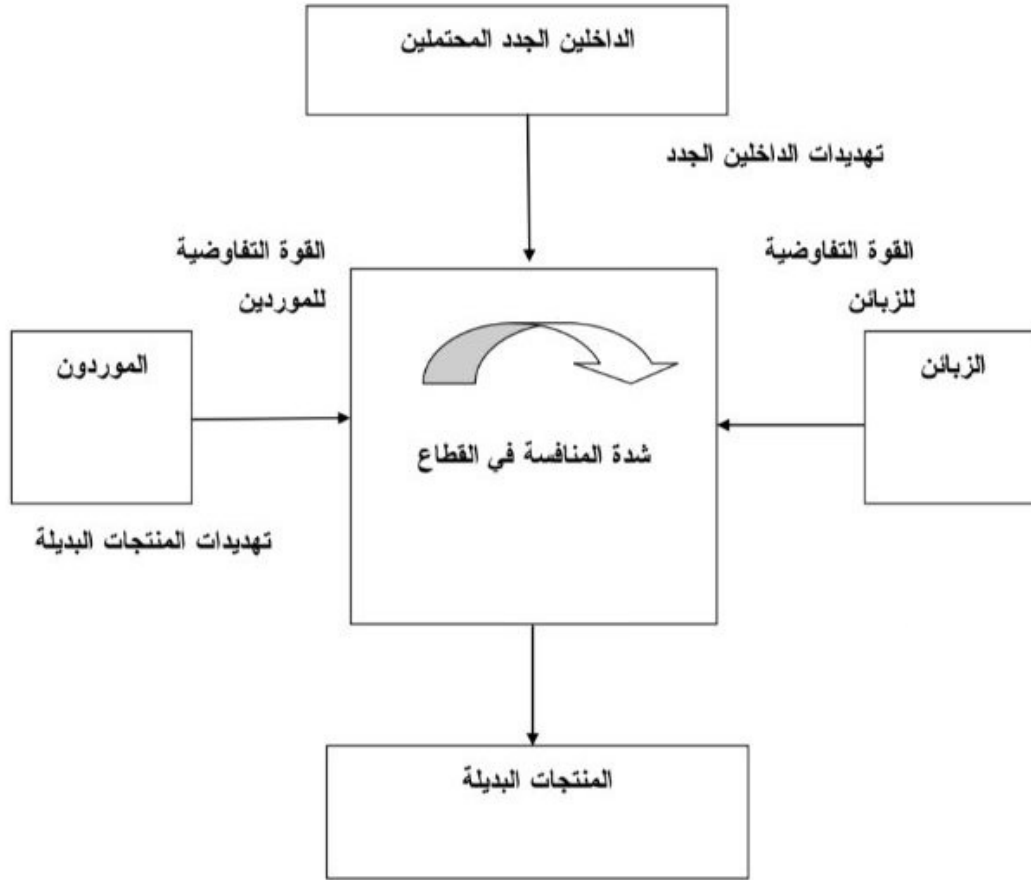 الداخلين الجدد المحتملين
تهديدات الداخلين الجدد
القوة التفاوضية
للزبائن
القوة التفاوضية
للموردين
الزبائن
شدة المنافسة في القطاع
الموردون
تهديدات المنتجات البديلة
المنتجات البديلة